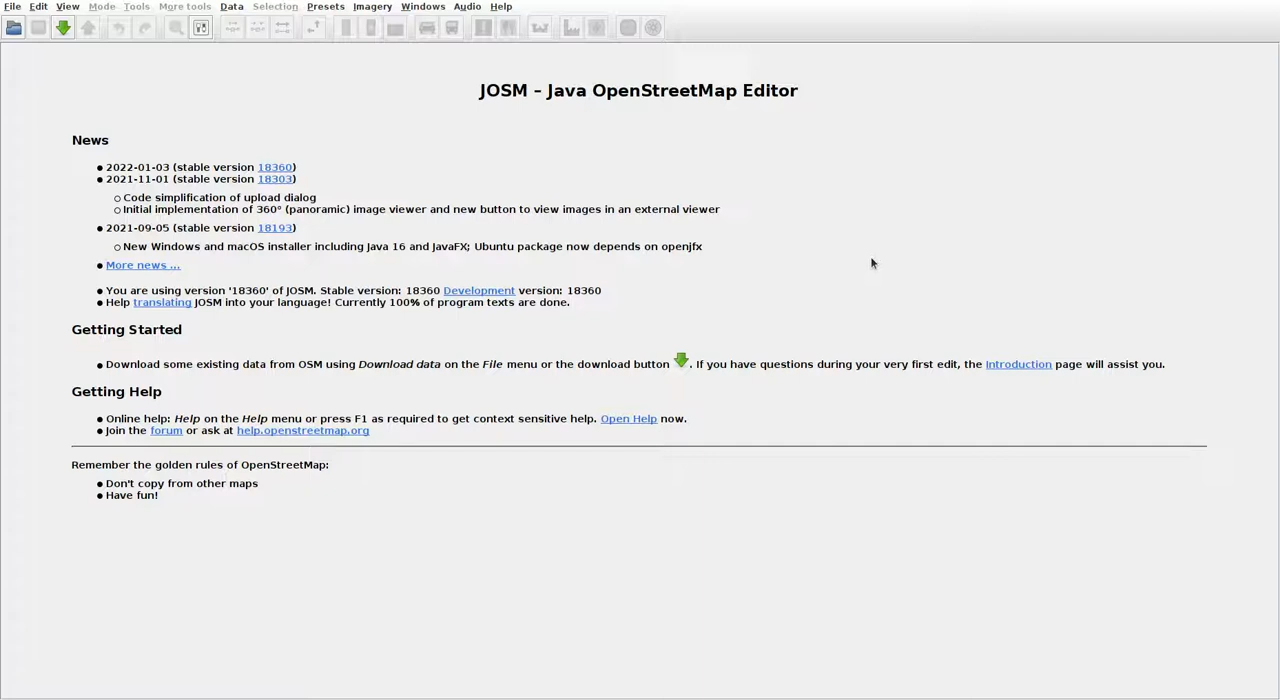 File Edit View Mode Tools More tools Data Selection Presets Imagery Windows Audio Help
JOSM – Java OpenStreetMap Editor
News
● 2022-01-03 (stable version 18360)
● 2021-11-01 (stable version 18303)
○ Code simplification of upload dialog
○ Initial implementation of 360° (panoramic) image viewer and new button to view images in an external viewer
● 2021-09-05 (stable version 18193)
○ New Windows and macOS installer including Java 16 and JavaFX; Ubuntu package now depends on openjfx
● More news ...
● You are using version '18360' of JOSM. Stable version: 18360 Development version: 18360
● Help translating JOSM into your language! Currently 100% of program texts are done.
Getting Started
● Download some existing data from OSM using Download data on the File menu or the download button . If you have questions during your very first edit, the Introduction page will assist you.
Getting Help
● Online help: Help on the Help menu or press F1 as required to get context sensitive help. Open Help now.
● Join the forum or ask at help.openstreetmap.org
Remember the golden rules of OpenStreetMap:
● Don't copy from other maps
● Have fun!